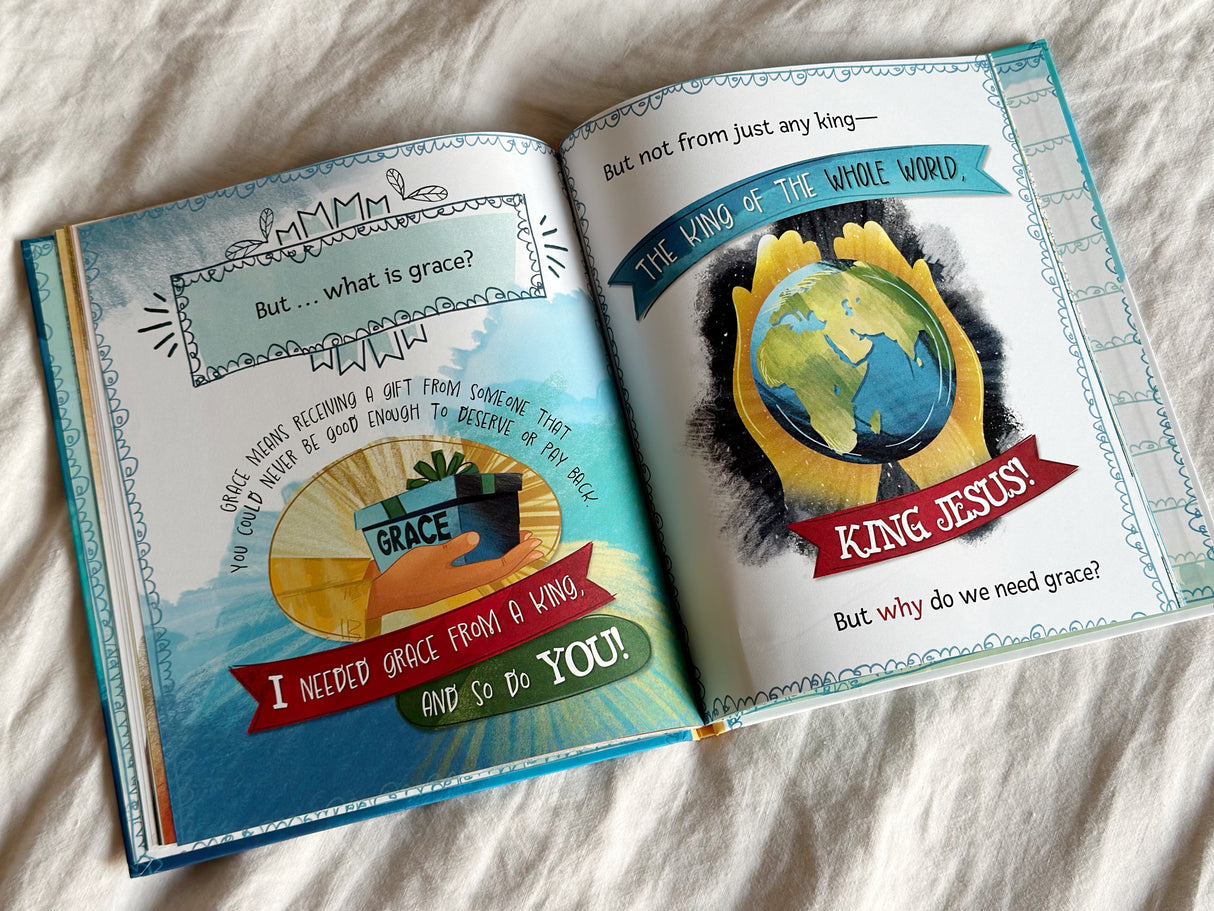 But ... what is grace?
GRACE MEANS RECEIVING A GIFT FROM SOMEONE THAT
YOU COULD NEVER BE GOOD ENOUGH TO DESERVE OR PAY BACK.
GRACE
I NEEDED GRACE FROM A KING,
AND SO DO YOU!
But not from just any king—
THE KING OF THE WHOLE WORLD,
KING JESUS!
But why do we need grace?